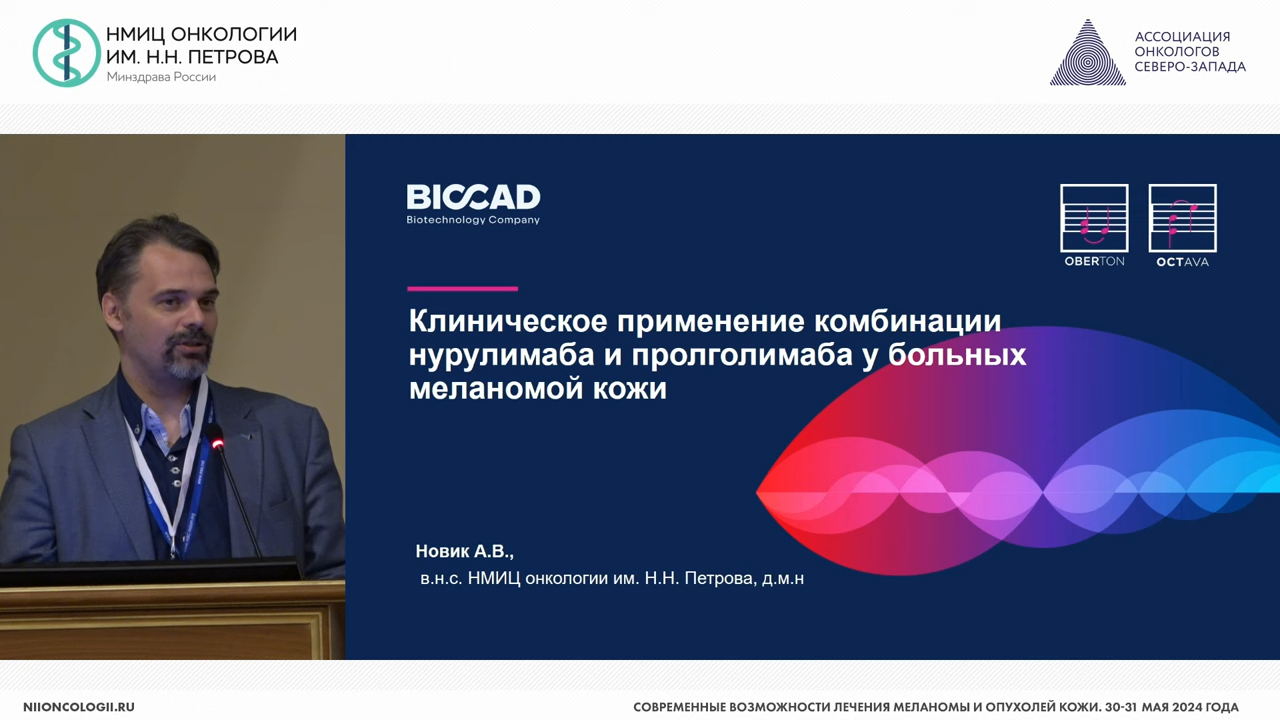 НМИЦ ОНКОЛОГИИ
ИМ. Н.Н. ПЕТРОВА
Минздрава России
АССОЦИАЦИЯ
ОНКОЛОГОВ
СЕВЕРО-ЗАПАДА
BIOCAD
Biotechnology Company
OBERTON
OCTAVA
Клиническое применение комбинации
нурулимаба и пролголимаба у больных
меланомой кожи
Новик А.В.,
в.н.с. НМИЦ онкологии им. Н.Н. Петрова, д.м.н
NIIONCOLOGII.RU
СОВРЕМЕННЫЕ ВОЗМОЖНОСТИ ЛЕЧЕНИЯ МЕЛАНОМЫ И ОПУХОЛЕЙ КОЖИ. 30-31 МАЯ 2024 ГОДА